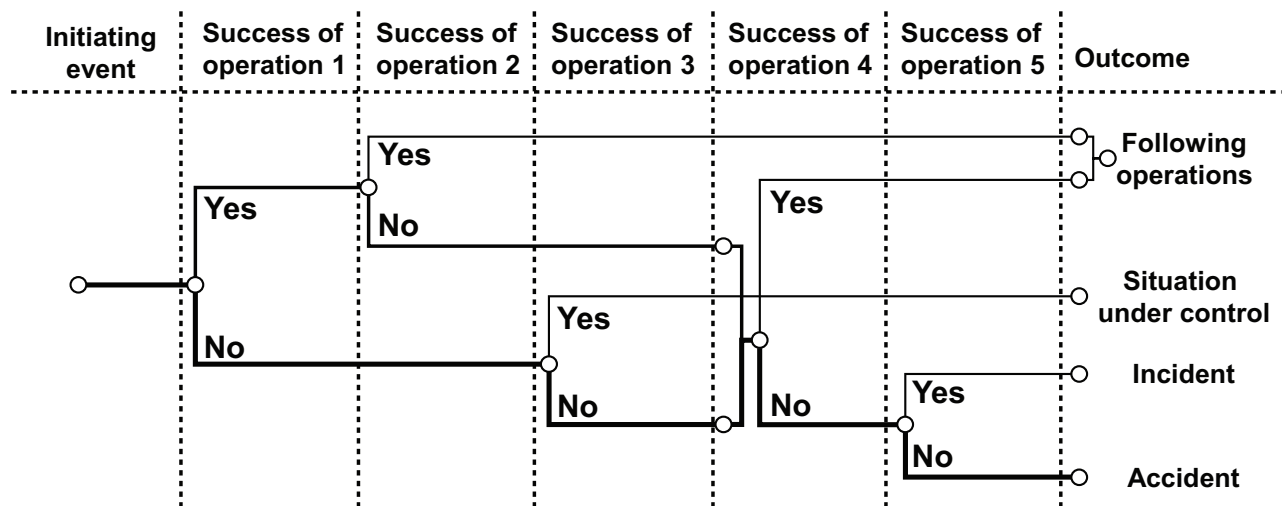 Initiating
event
Success of
operation 1
Success of
operation 2
Success of
operation 3
Success of
operation 4
Success of
operation 5
Outcome
Yes
No
Yes
No
Yes
No
Yes
No
Yes
No
Following
operations
Situation
under control
Incident
Accident